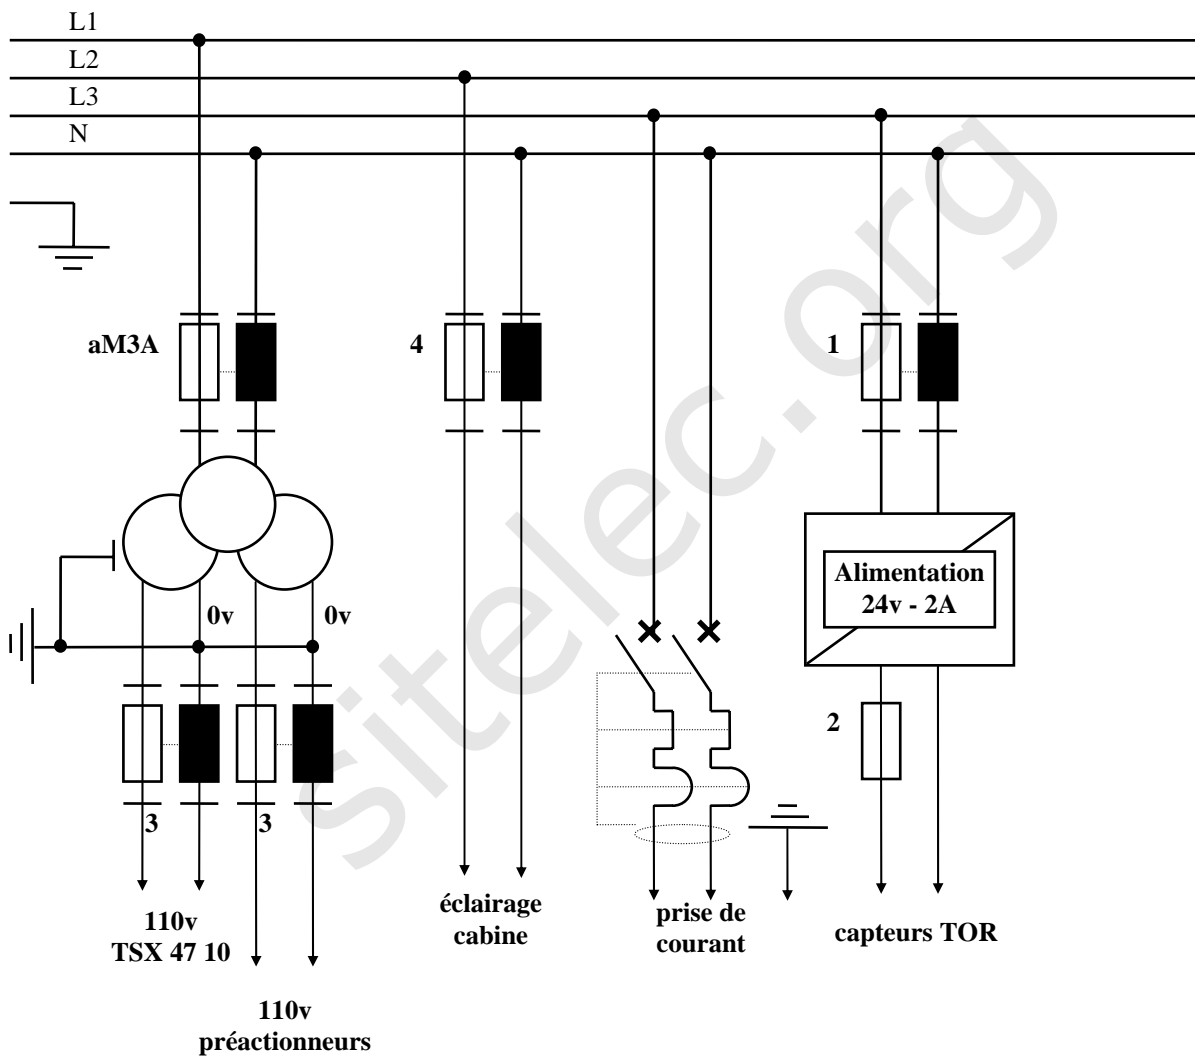 L1
L2
L3
N
aM3A
4
1
Alimentation
24v - 2A
0v
0v
2
3
3
110v
TSX 47 10
110v
préactionneurs
éclairage
cabine
prise de
courant
capteurs TOR
sitelec.org